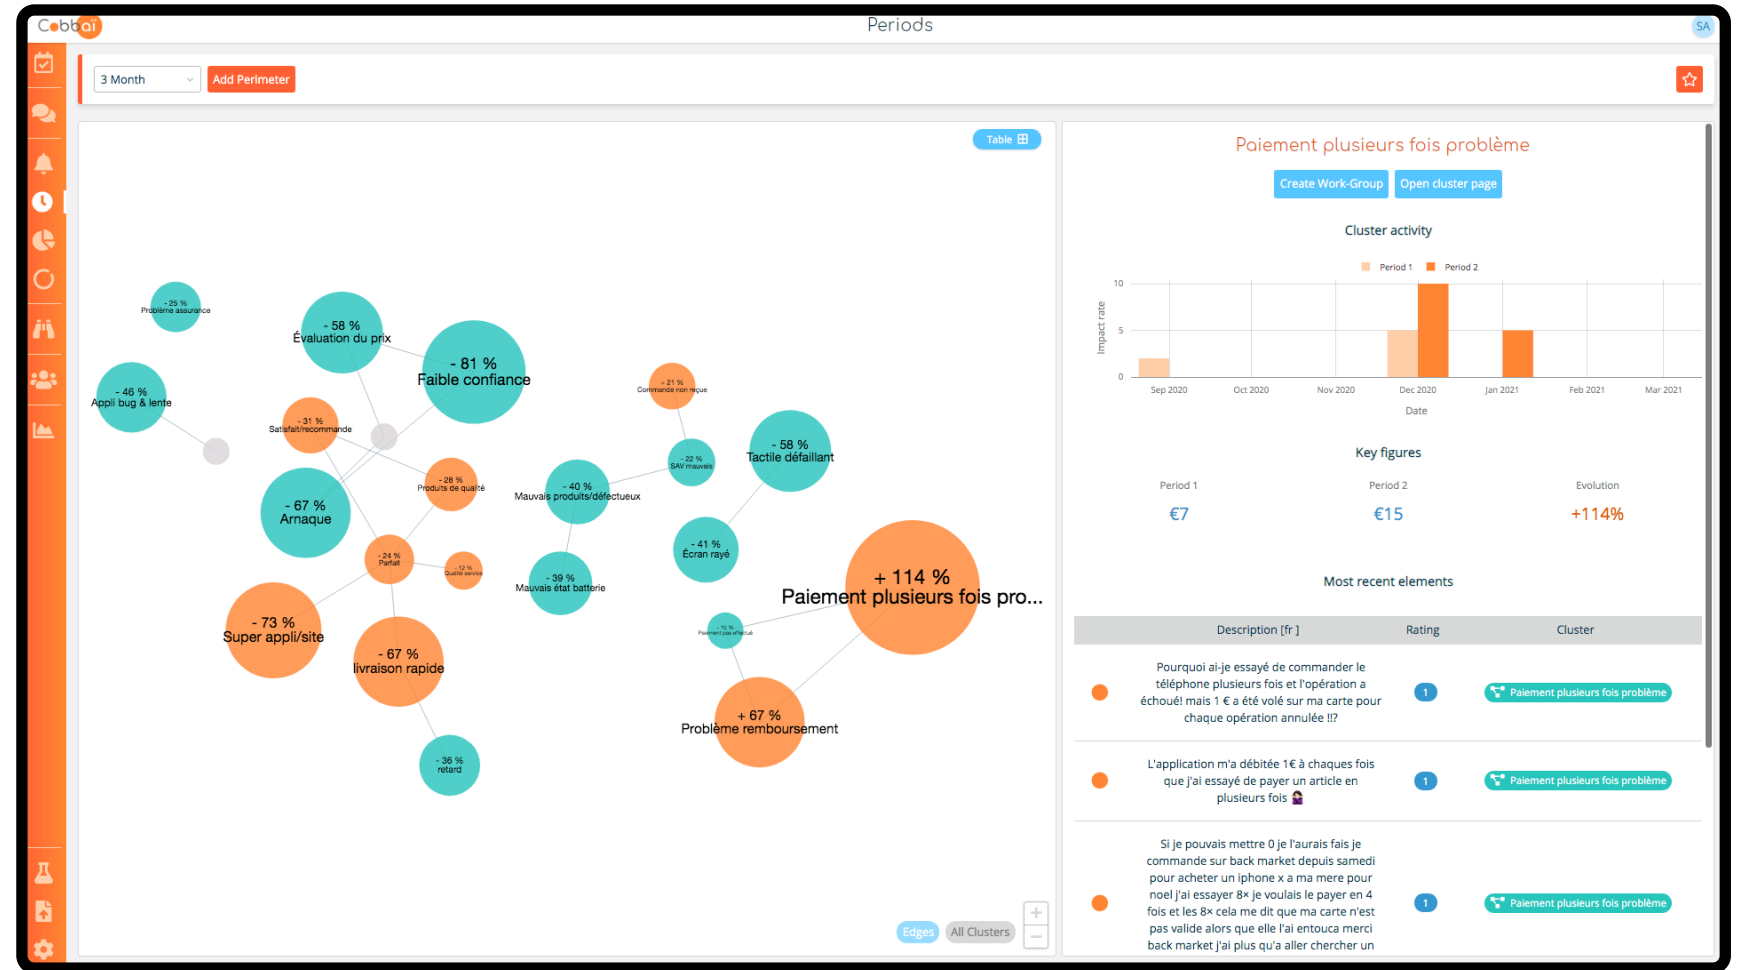 Cobbaï
Periods
SA
3 Month
Add Perimeter
Table
- 25 %
Problème assurance
- 58 %
Évaluation du prix
- 81 %
Faible confiance
- 46 %
Appli bug & lente
- 31 %
Satisfait/recommande
+ 21 %
Commande non reçue
- 22 %
SAV mauvais
- 58 %
Tactile défaillant
- 28 %
Produits de qualité
- 40 %
Mauvais produits/défectueux
- 67 %
Arnaque
- 41 %
Écran rayé
- 24 %
Parfait
- 12 %
Qualité service
- 39 %
Mauvais état batterie
+ 114 %
Paiement plusieurs fois pro...
- 73 %
Super appli/site
- 10 %
Paiement pas effectué
- 67 %
livraison rapide
+ 67 %
Problème remboursement
- 36 %
retard
Edges
All Clusters
+
−
Paiement plusieurs fois problème
Create Work-Group
Open cluster page
Cluster activity
Period 1
Period 2
10
5
0
Impact rate
Sep 2020
Oct 2020
Nov 2020
Dec 2020
Jan 2021
Feb 2021
Mar 2021
Date
Key figures
Period 1
Period 2
Evolution
€7
€15
+114%
Most recent elements
Description [fr ]
Rating
Cluster
Pourquoi ai-je essayé de commander le
téléphone plusieurs fois et l'opération a
échoué! mais 1 € a été volé sur ma carte pour
chaque opération annulée !!?
1
Paiement plusieurs fois problème
L'application m'a débitée 1€ à chaques fois
que j'ai essayé de payer un article en
plusieurs fois 🤷🏻‍♀️
1
Paiement plusieurs fois problème
Si je pouvais mettre 0 je l'aurais fais je
commande sur back market depuis samedi
pour acheter un iphone x a ma mere pour
noel j'ai essayer 8× je voulais le payer en 4
fois et les 8× cela me dit que ma carte n'est
pas valide alors que elle l'ai entouca merci
back market j'ai plus qu'a aller chercher un
1
Paiement plusieurs fois problème